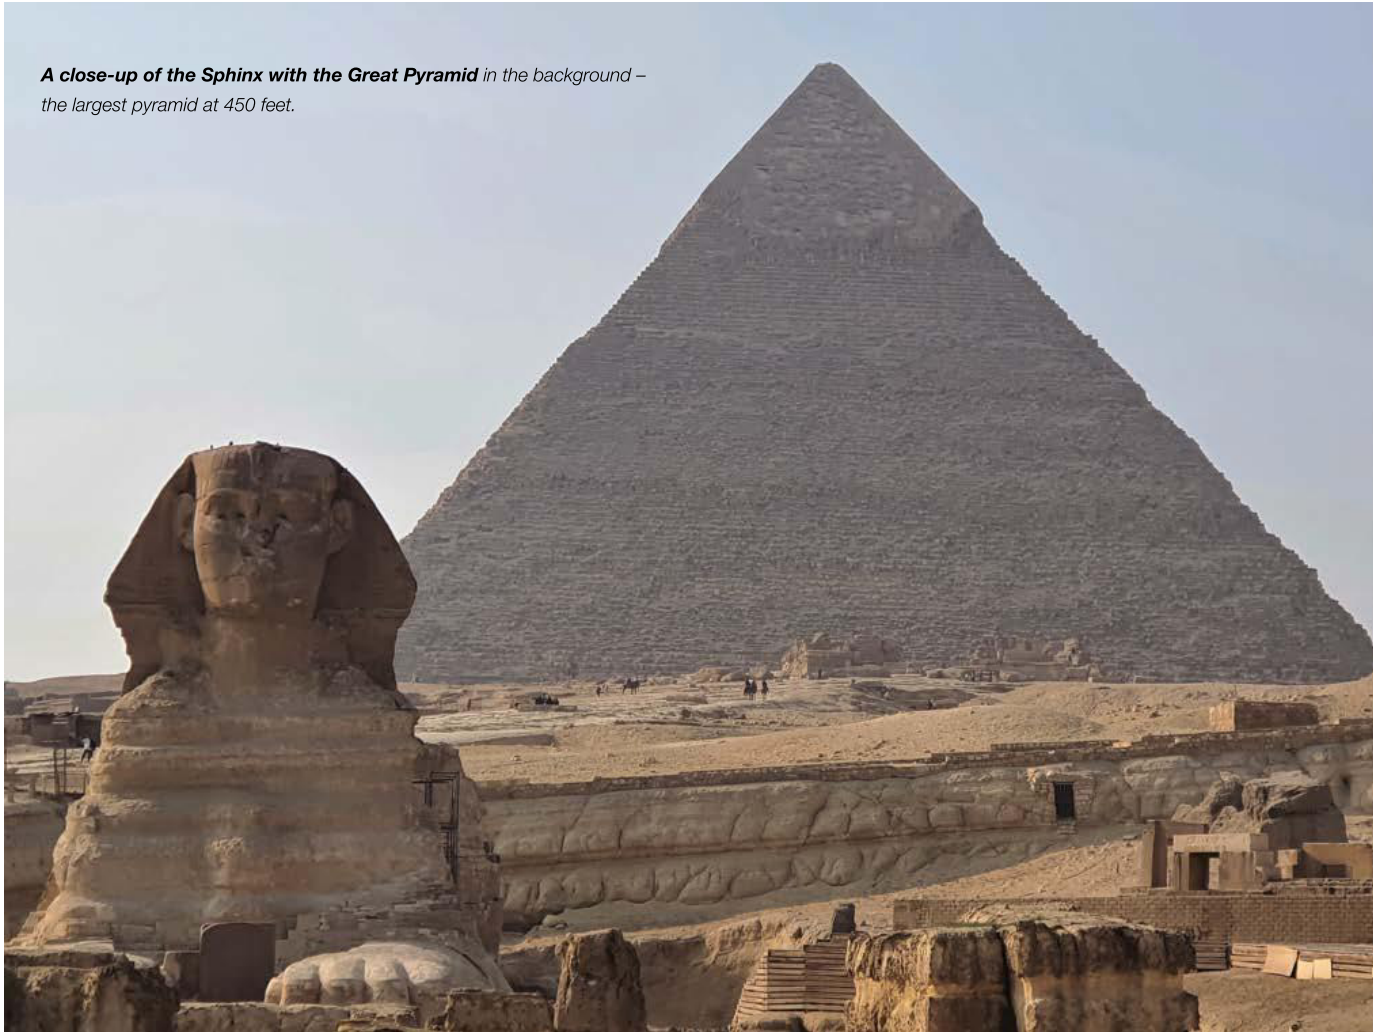 A close-up of the Sphinx with the Great Pyramid in the background –
the largest pyramid at 450 feet.